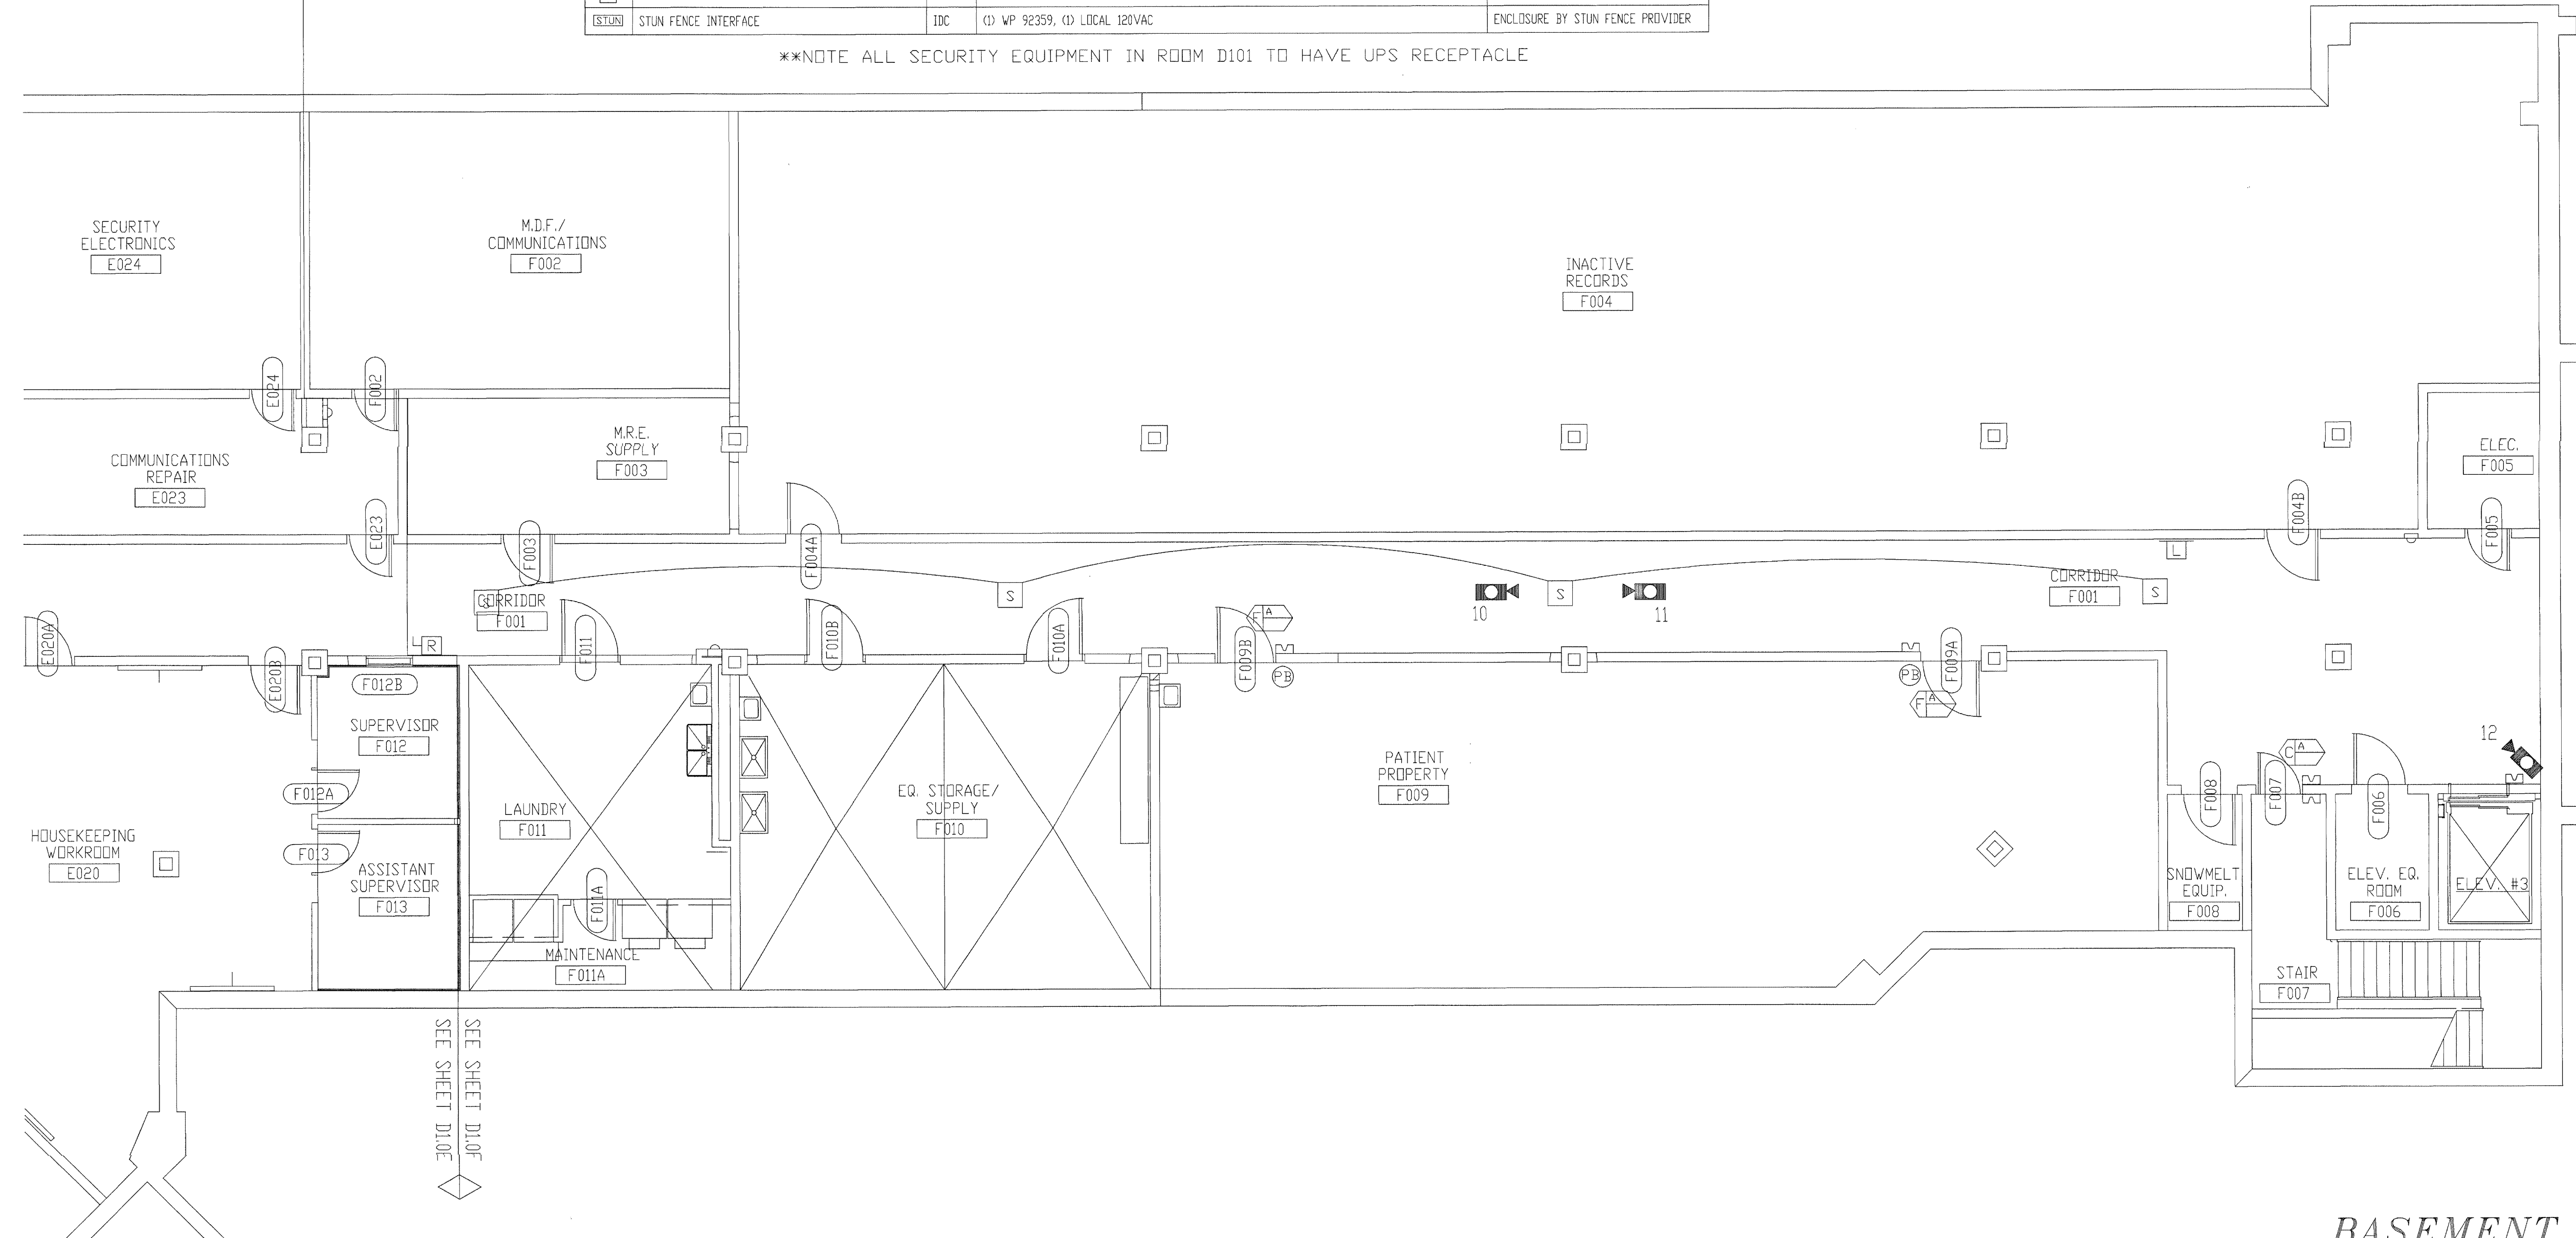 STUN STUN FENCE INTERFACE IDC (1) WP 92359, (1) LOCAL 120VAC ENCLOSURE BY STUN FENCE PROVIDER
**NOTE ALL SECURITY EQUIPMENT IN ROOM D101 TO HAVE UPS RECEPTACLE
SECURITY
ELECTRONICS
E024
M.D.F./
COMMUNICATIONS
F002
INACTIVE
RECORDS
F004
E024
F002
COMMUNICATIONS
REPAIR
E023
M.R.E.
SUPPLY
F003
ELEC.
F005
E023
F003
F004A
F004B
F005
L
S
CORRIDOR
F001
S
10
S
11
CORRIDOR
F001
S
E020A
R
F011
F010B
F010A
F A
F009B
PB
F009A
PB
F A
E020B
F012B
SUPERVISOR
F012
F012A
F013
HOUSEKEEPING
WORKROOM
E020
ASSISTANT
SUPERVISOR
F013
LAUNDRY
F011
F011A
MAINTENANCE
F011A
EQ. STORAGE/
SUPPLY
F010
PATIENT
PROPERTY
F009
12
C A
F008
F007
F006
SNOWMELT
EQUIP.
F008
ELEV. EQ.
ROOM
F006
ELEV. #3
STAIR
F007
SEE SHEET D1.0E
SEE SHEET D1.0F
BASEMENT